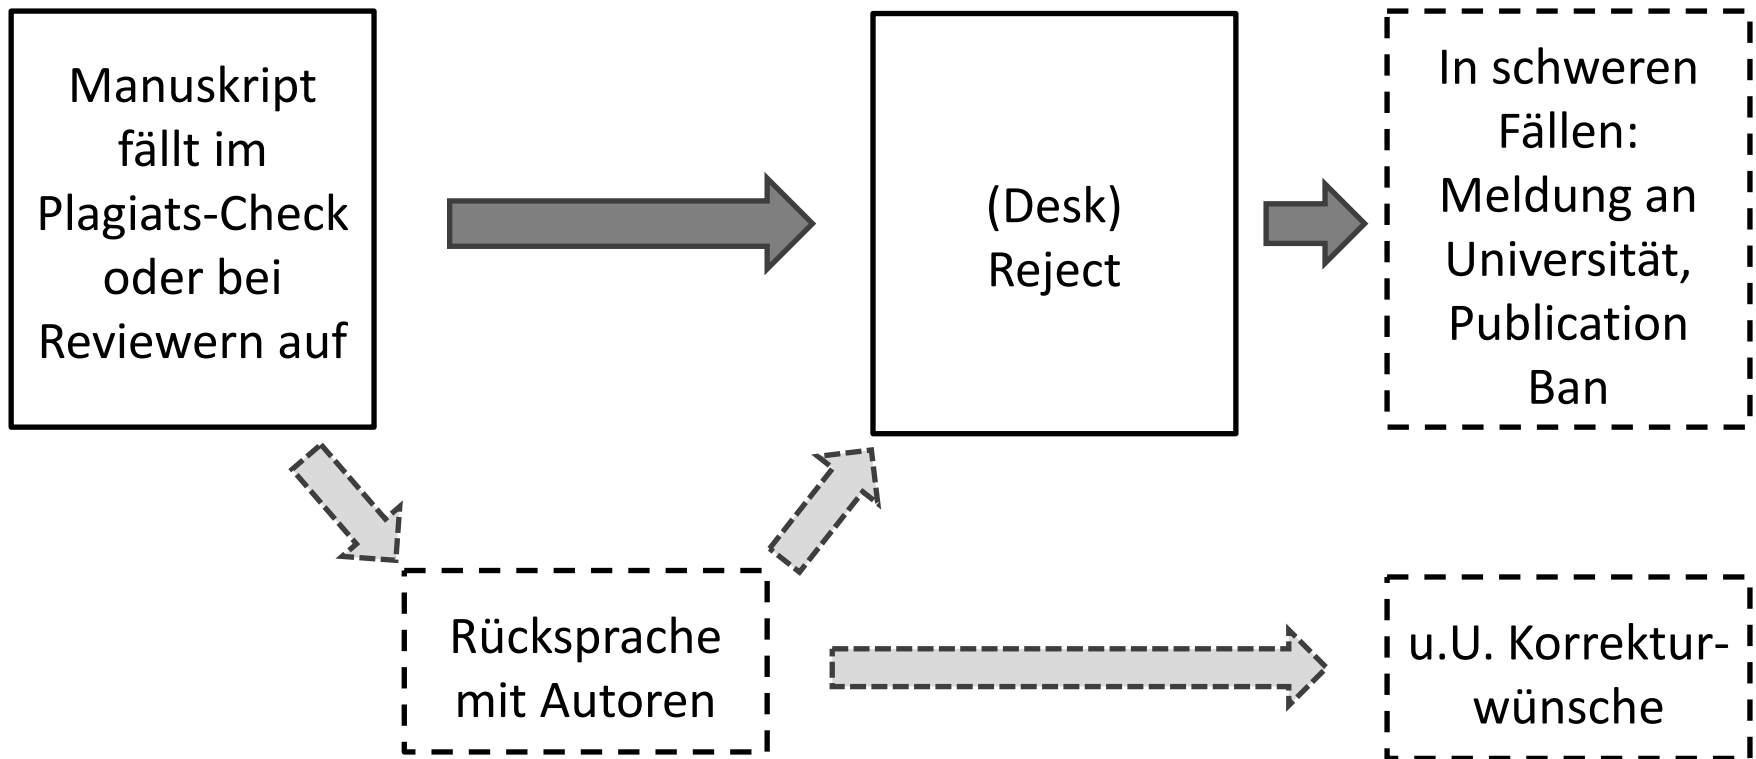 Manuskript
fällt im
Plagiats-Check
oder bei
Reviewern auf
(Desk)
Reject
In schweren
Fällen:
Meldung an
Universität,
Publication
Ban
Rücksprache
mit Autoren
u.U. Korrektur-
wünsche